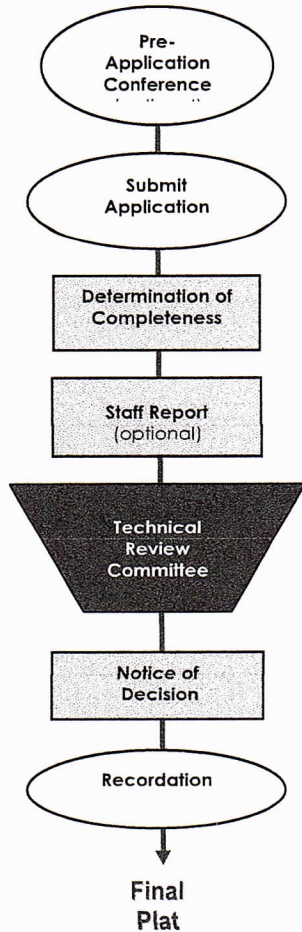 Pre-
Application
Conference
Submit
Application
Determination of
Completeness
Staff Report
(optional)
Technical
Review
Committee
Notice of
Decision
Recordation
Final
Plat